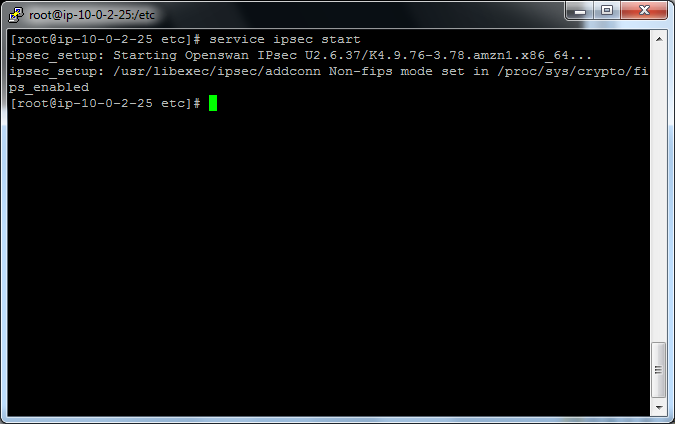 root@ip-10-0-2-25:/etc
[root@ip-10-0-2-25 etc]# service ipsec start
ipsec_setup: Starting Openswan IPsec U2.6.37/K4.9.76-3.78.amzn1.x86_64...
ipsec_setup: /usr/libexec/ipsec/addconn Non-fips mode set in /proc/sys/crypto/fi
ps_enabled
[root@ip-10-0-2-25 etc]#